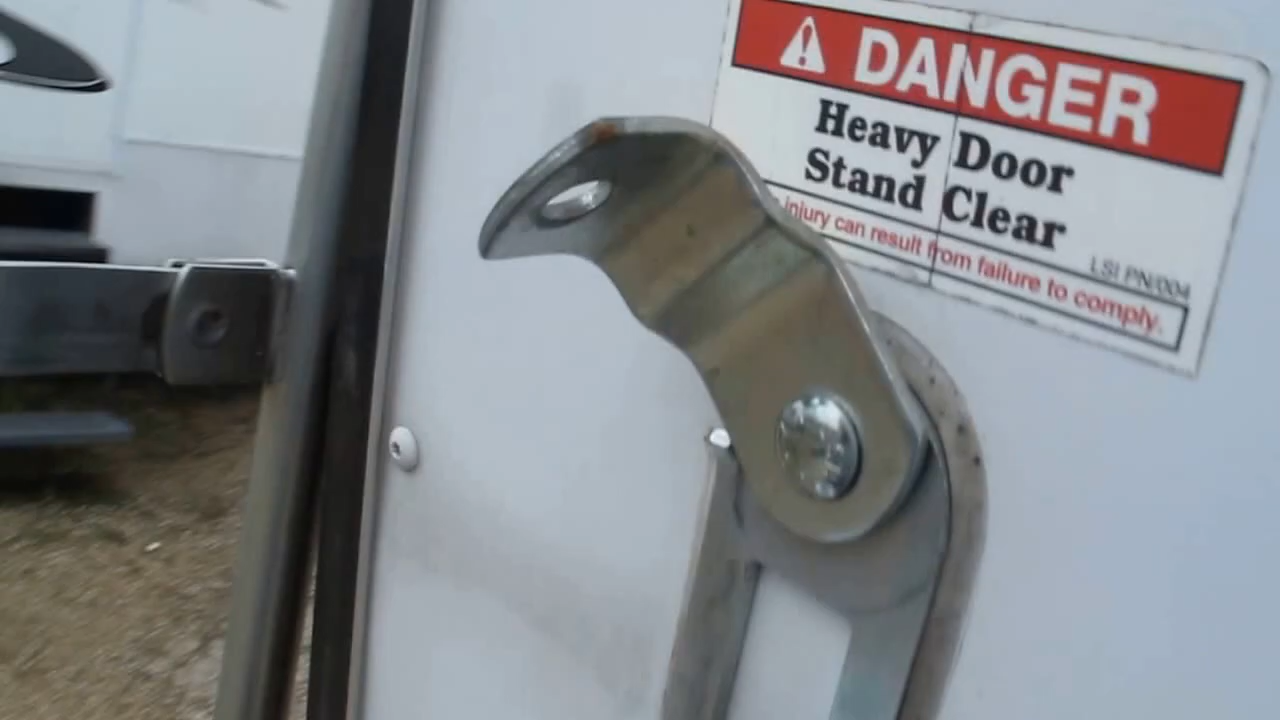 DANGER
Heavy Door
Stand Clear
injury can result from failure to comply.
LSI PN/004